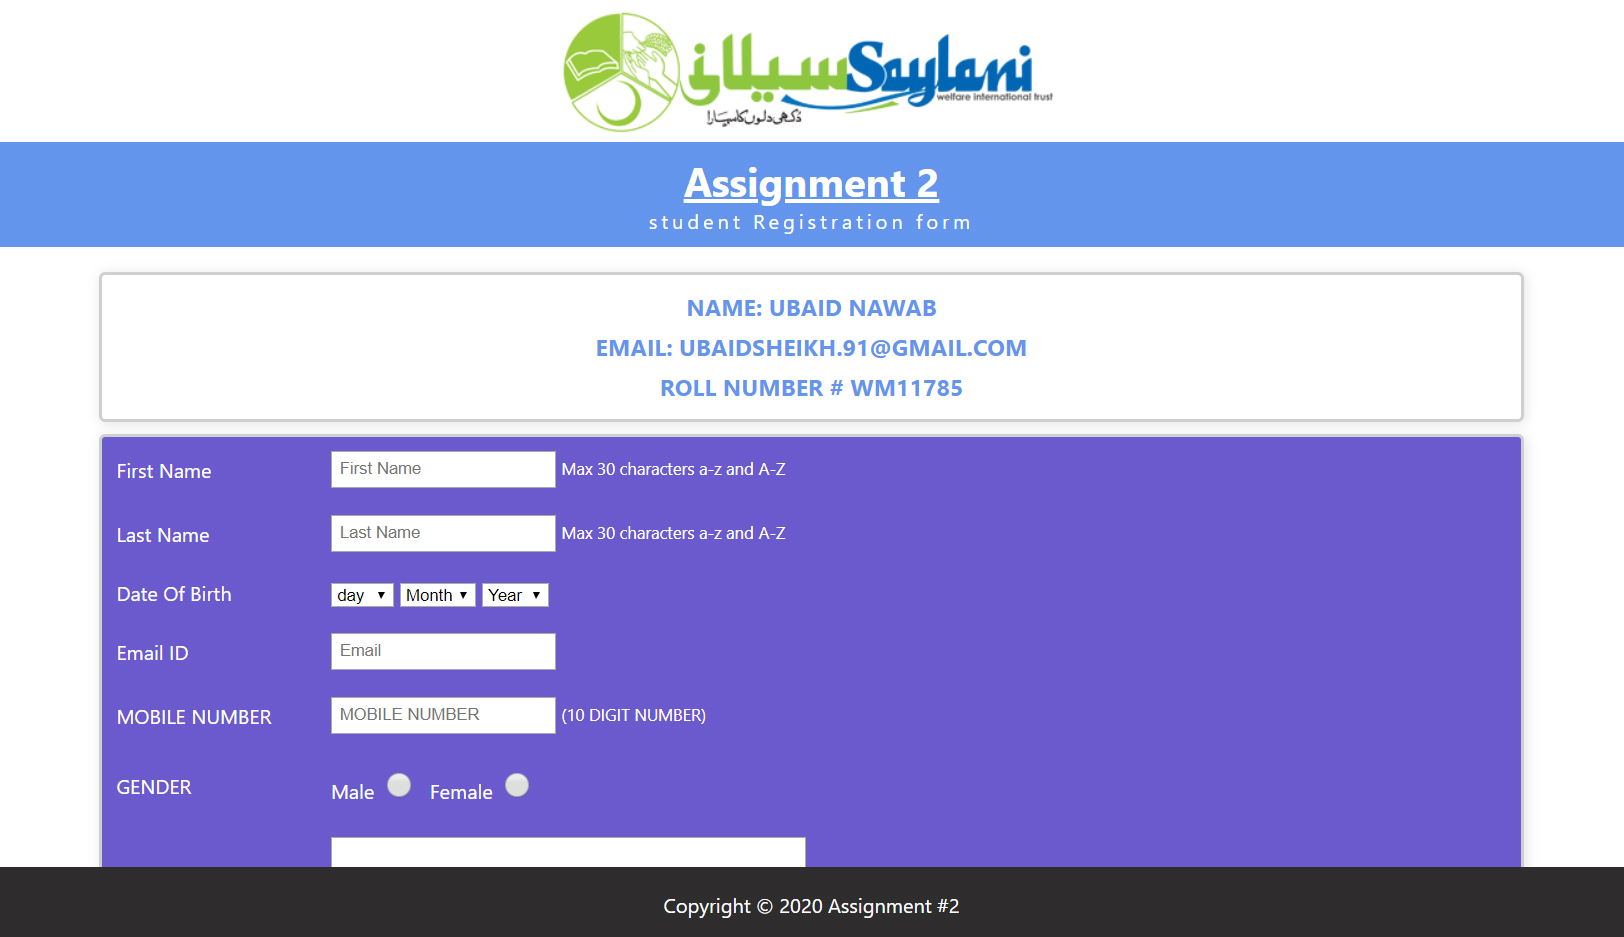 سیلانی Saylani
welfare international trust
دُکھی دلوں کا سہارا
Assignment 2
student Registration form
NAME: UBAID NAWAB
EMAIL: UBAIDSHEIKH.91@GMAIL.COM
ROLL NUMBER # WM11785
First Name First Name Max 30 characters a-z and A-Z
Last Name Last Name Max 30 characters a-z and A-Z
Date Of Birth day Month Year
Email ID Email
MOBILE NUMBER MOBILE NUMBER (10 DIGIT NUMBER)
GENDER Male Female
Copyright © 2020 Assignment #2